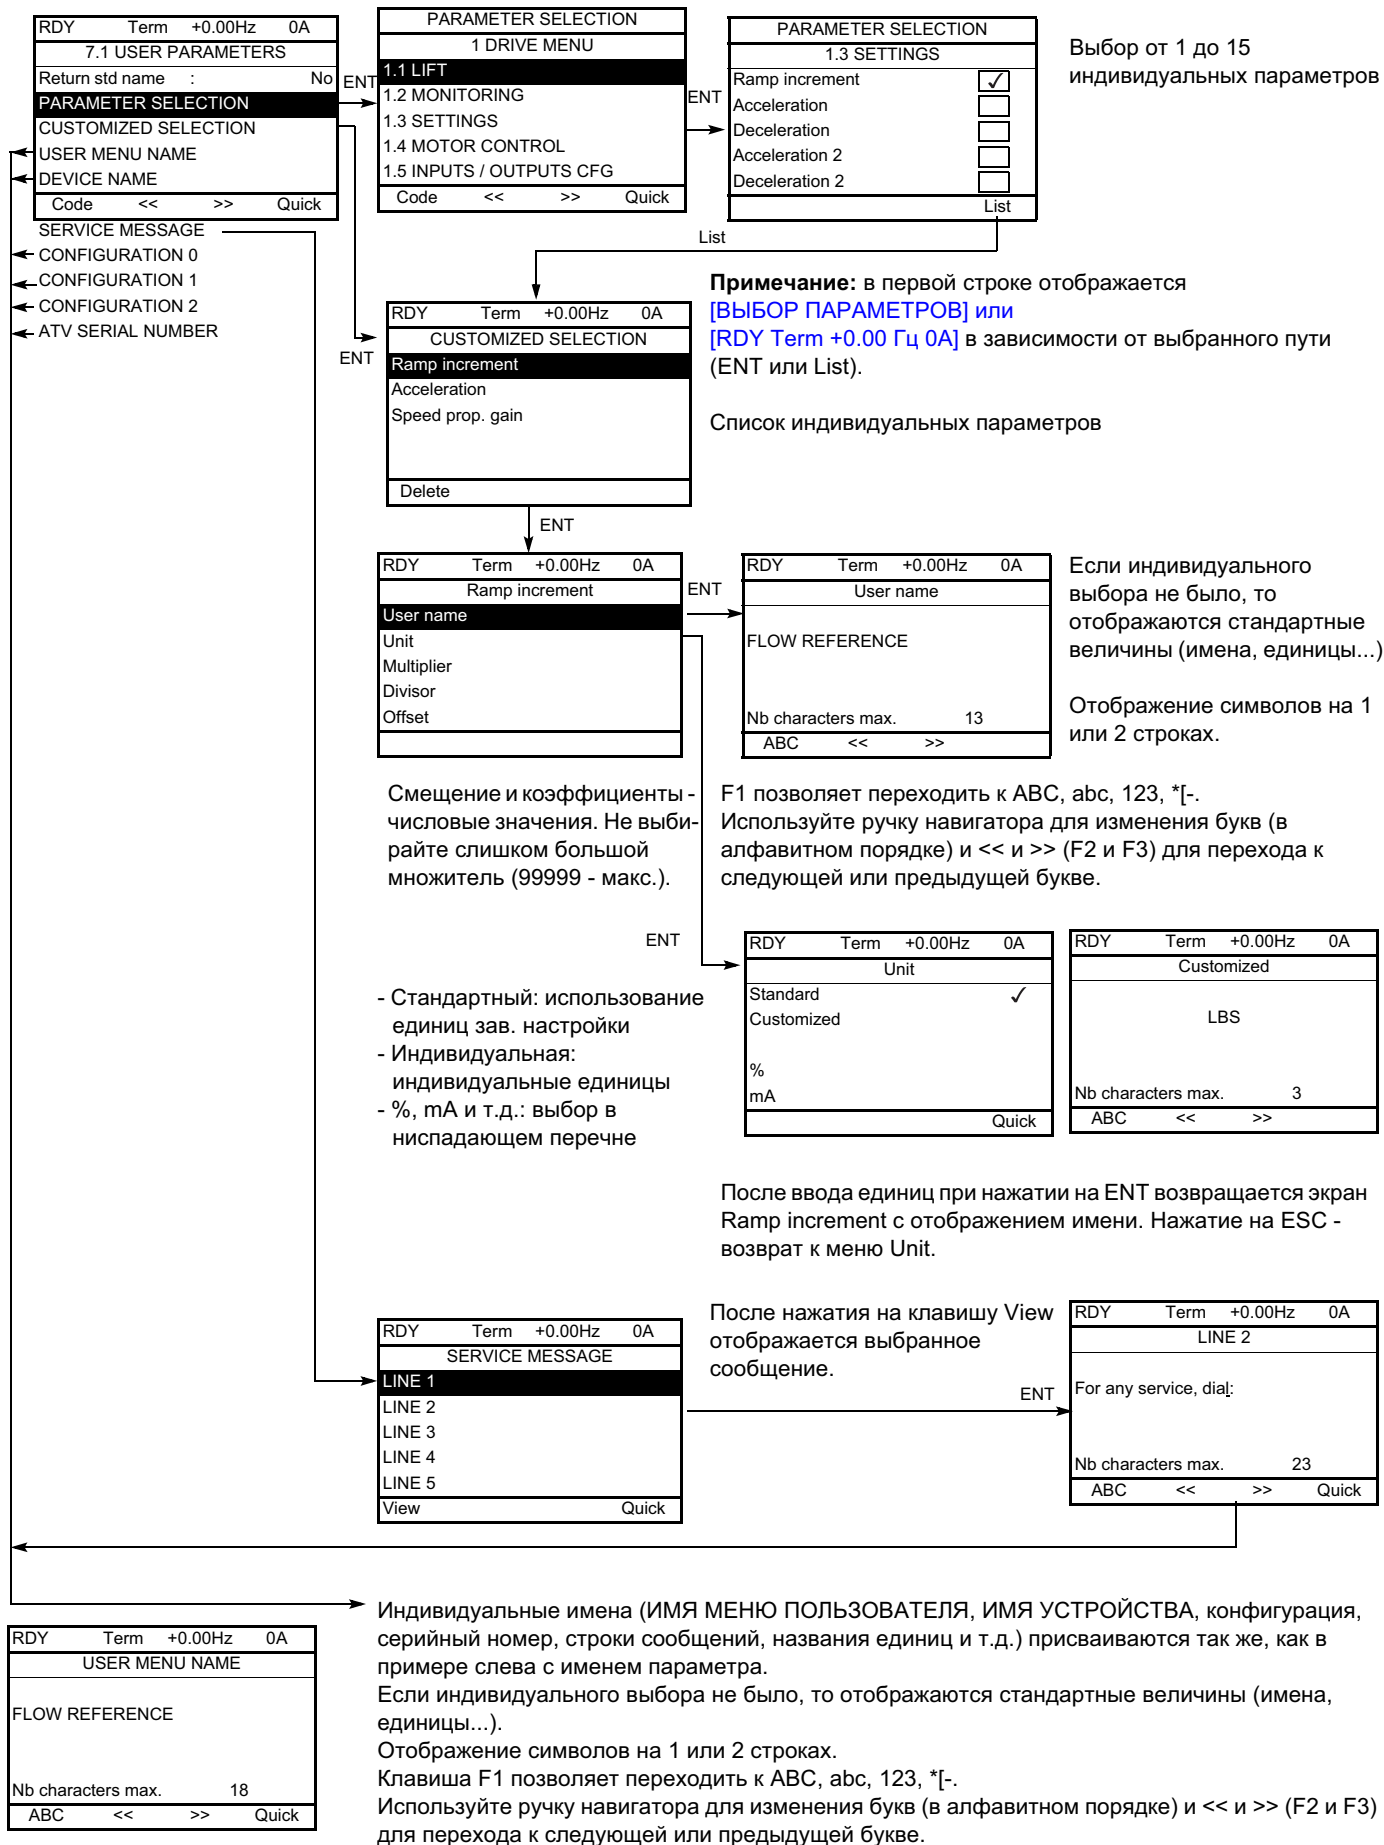 RDY Term +0.00Hz 0A
7.1 USER PARAMETERS
Return std name : No
PARAMETER SELECTION
CUSTOMIZED SELECTION
USER MENU NAME
DEVICE NAME
Code << >> Quick
SERVICE MESSAGE
CONFIGURATION 0
CONFIGURATION 1
CONFIGURATION 2
ATV SERIAL NUMBER
ENT
PARAMETER SELECTION
1 DRIVE MENU
1.1 LIFT
1.2 MONITORING
1.3 SETTINGS
1.4 MOTOR CONTROL
1.5 INPUTS / OUTPUTS CFG
Code << >> Quick
ENT
PARAMETER SELECTION
1.3 SETTINGS
Ramp increment ✓
Acceleration
Deceleration
Acceleration 2
Deceleration 2
List
Выбор от 1 до 15
индивидуальных параметров
List
ENT
RDY Term +0.00Hz 0A
CUSTOMIZED SELECTION
Ramp increment
Acceleration
Speed prop. gain
Delete
Примечание: в первой строке отображается
[ВЫБОР ПАРАМЕТРОВ] или
[RDY Term +0.00 Гц 0A] в зависимости от выбранного пути
(ENT или List).
Список индивидуальных параметров
ENT
RDY Term +0.00Hz 0A
Ramp increment
User name
Unit
Multiplier
Divisor
Offset
ENT
RDY Term +0.00Hz 0A
User name
FLOW REFERENCE
Nb characters max. 13
ABC << >>
Если индивидуального
выбора не было, то
отображаются стандартные
величины (имена, единицы...)
Отображение символов на 1
или 2 строках.
Смещение и коэффициенты -
числовые значения. Не выби-
райте слишком большой
множитель (99999 - макс.).
F1 позволяет переходить к ABC, abc, 123, *[-.
Используйте ручку навигатора для изменения букв (в
алфавитном порядке) и << и >> (F2 и F3) для перехода к
следующей или предыдущей букве.
ENT
- Стандартный: использование
единиц зав. настройки
- Индивидуальная:
индивидуальные единицы
- %, mA и т.д.: выбор в
ниспадающем перечне
RDY Term +0.00Hz 0A
Unit
Standard ✓
Customized
%
mA
Quick
RDY Term +0.00Hz 0A
Customized
LBS
Nb characters max. 3
ABC << >>
После ввода единиц при нажатии на ENT возвращается экран
Ramp increment с отображением имени. Нажатие на ESC -
возврат к меню Unit.
RDY Term +0.00Hz 0A
SERVICE MESSAGE
LINE 1
LINE 2
LINE 3
LINE 4
LINE 5
View Quick
После нажатия на клавишу View
отображается выбранное
сообщение.
ENT
RDY Term +0.00Hz 0A
LINE 2
For any service, dial:
Nb characters max. 23
ABC << >> Quick
RDY Term +0.00Hz 0A
USER MENU NAME
FLOW REFERENCE
Nb characters max. 18
ABC << >> Quick
Индивидуальные имена (ИМЯ МЕНЮ ПОЛЬЗОВАТЕЛЯ, ИМЯ УСТРОЙСТВА, конфигурация,
серийный номер, строки сообщений, названия единиц и т.д.) присваиваются так же, как в
примере слева с именем параметра.
Если индивидуального выбора не было, то отображаются стандартные величины (имена,
единицы...).
Отображение символов на 1 или 2 строках.
Клавиша F1 позволяет переходить к ABC, abc, 123, *[-.
Используйте ручку навигатора для изменения букв (в алфавитном порядке) и << и >> (F2 и F3)
для перехода к следующей или предыдущей букве.